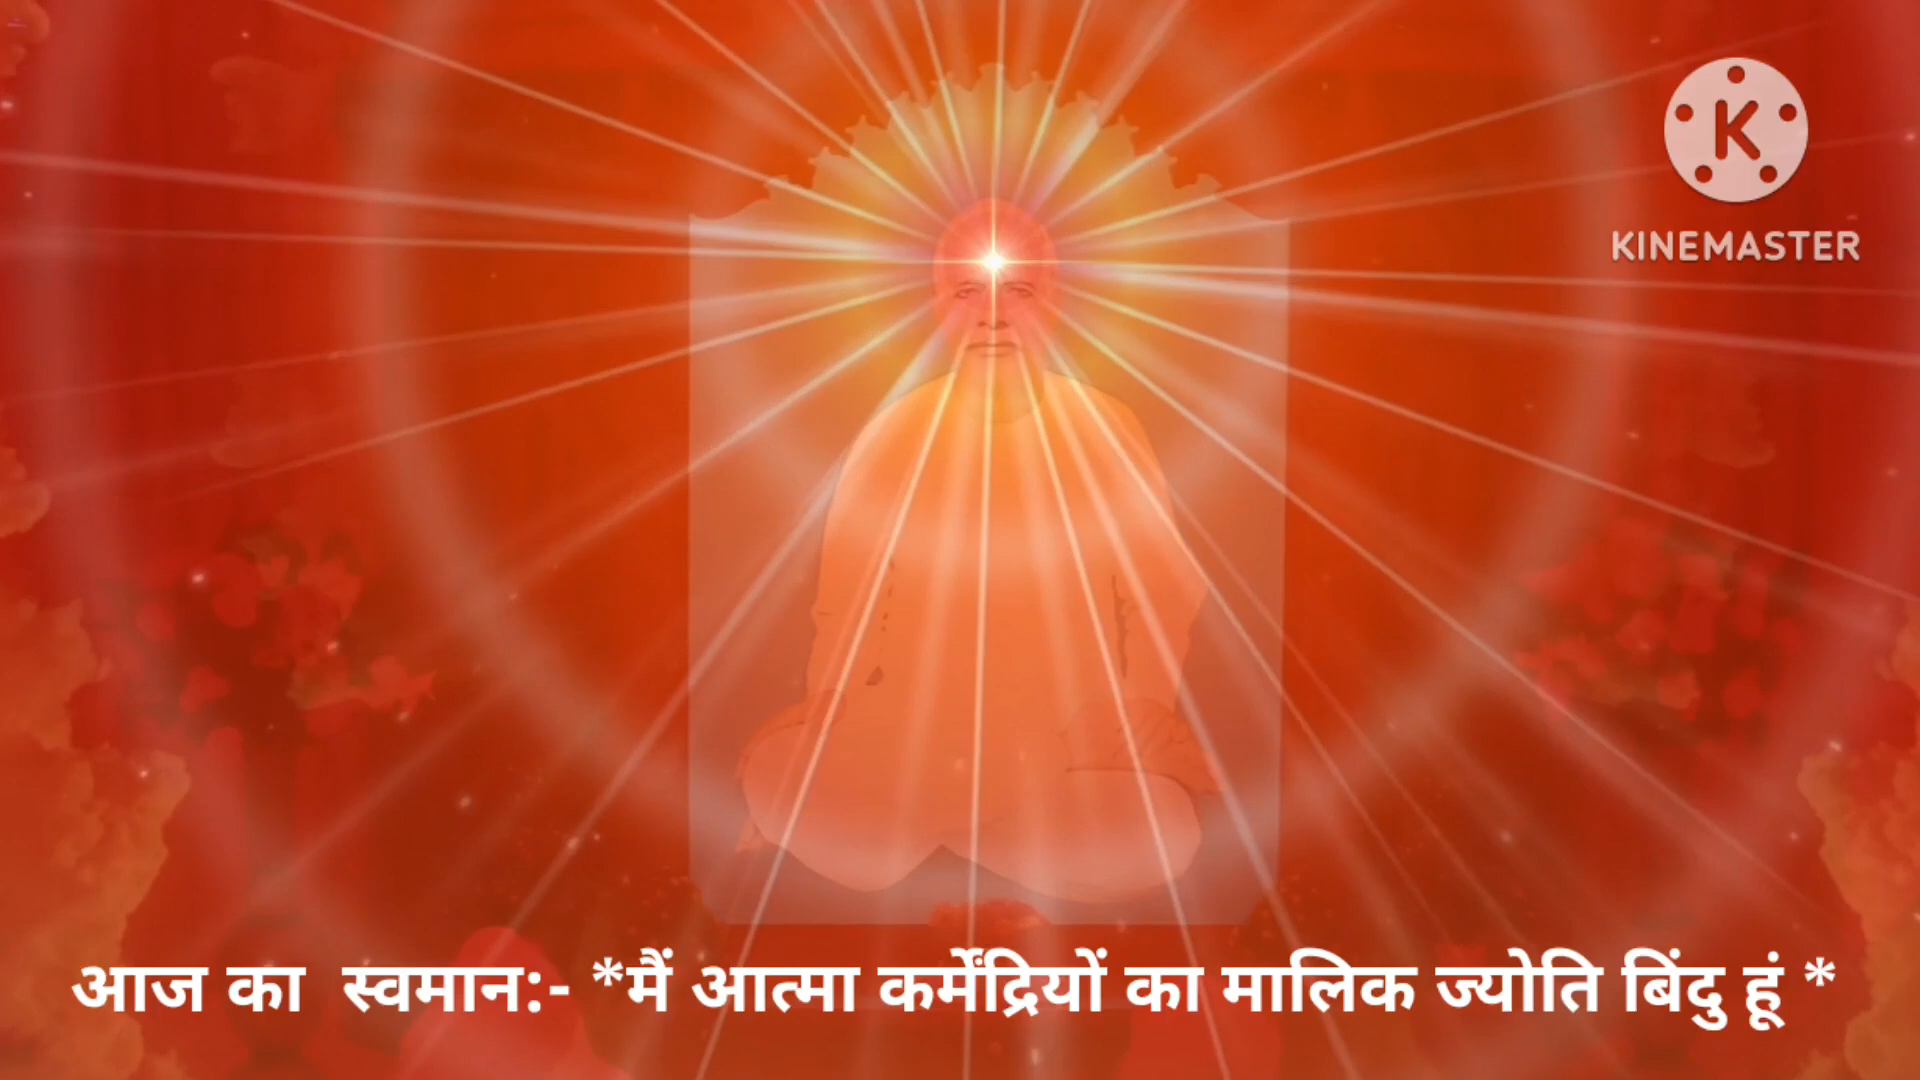 K
KINEMASTER
आज का स्वमान:- *मैं आत्मा कर्मेंद्रियों का मालिक ज्योति बिंदु हूं *